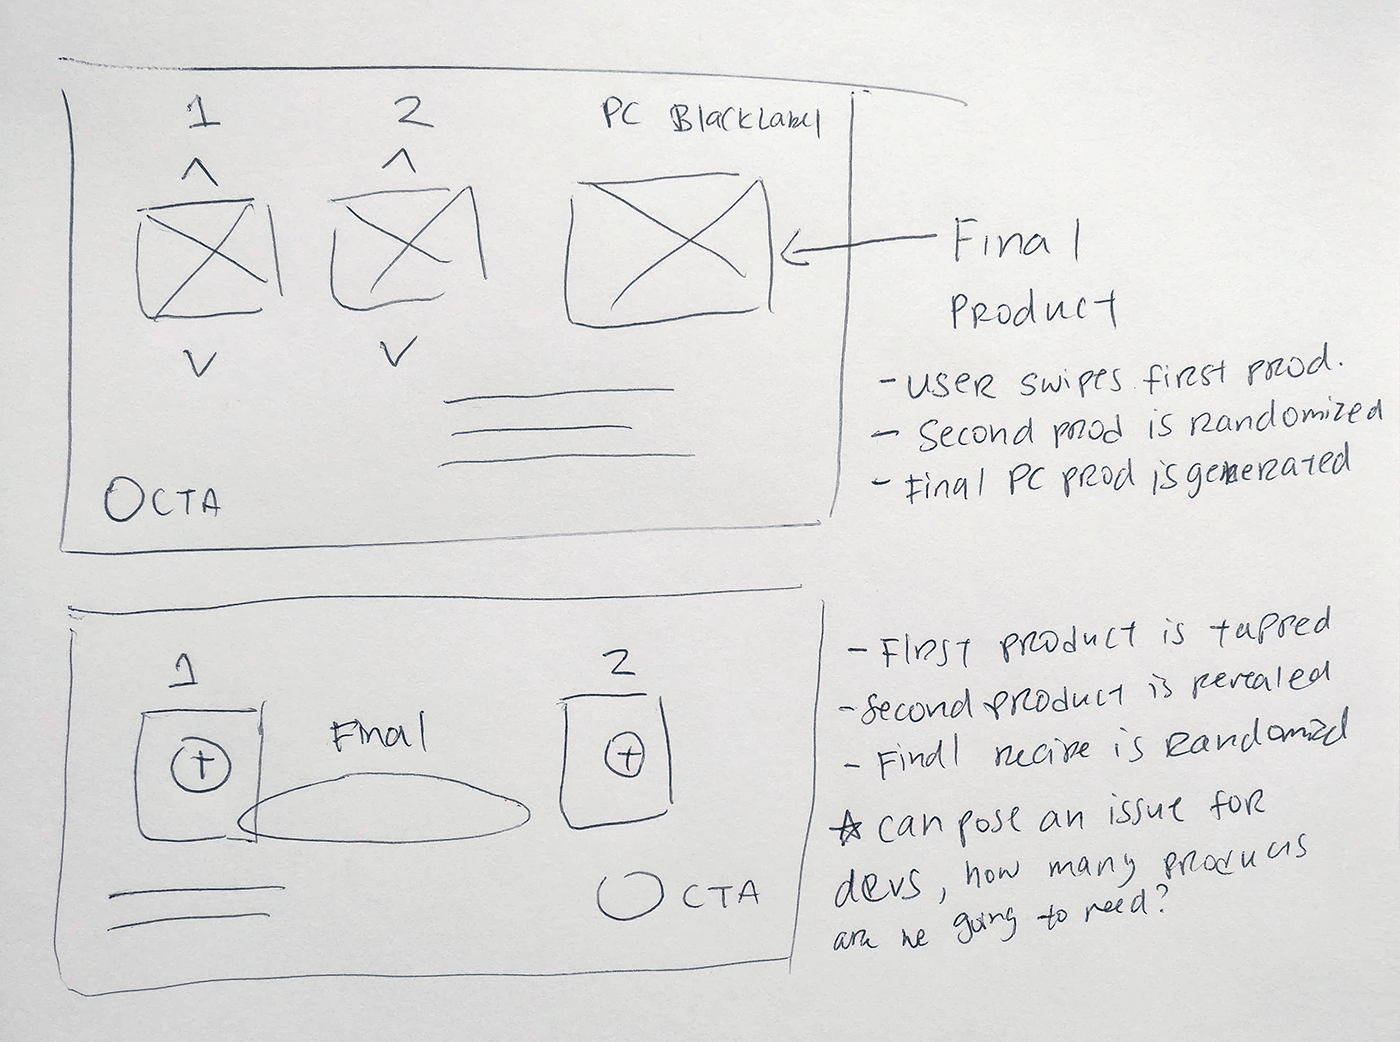 1 2 PC BlackLabel
Final
Product
- user swipes first prod.
- Second prod is randomized
- Final PC prod is generated
CTA
- First product is tapped
- Second product is revealed
- Final recipe is randomized
1 2
Final
☆ can pose an issue for
devs, how many products
are we going to need?
CTA